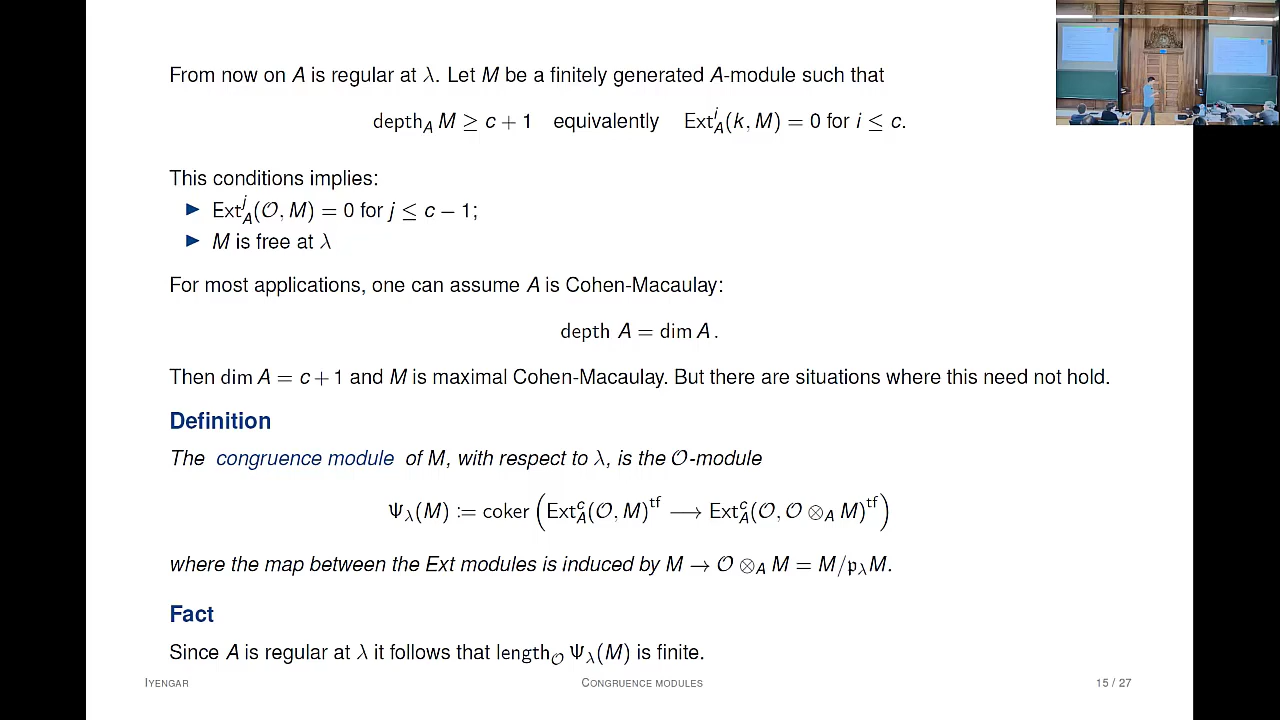 From now on A is regular at λ. Let M be a finitely generated A-module such that
depth_A M ≥ c + 1 equivalently Ext^i_A(k, M) = 0 for i ≤ c.
This conditions implies:
► Ext^j_A(𝒪, M) = 0 for j ≤ c − 1;
► M is free at λ
For most applications, one can assume A is Cohen-Macaulay:
depth A = dim A.
Then dim A = c + 1 and M is maximal Cohen-Macaulay. But there are situations where this need not hold.
Definition
The congruence module of M, with respect to λ, is the 𝒪-module
Ψ_λ(M) := coker (Ext^c_A(𝒪, M)^tf ⟶ Ext^c_A(𝒪, 𝒪 ⊗_A M)^tf)
where the map between the Ext modules is induced by M → 𝒪 ⊗_A M = M/𝔭_λM.
Fact
Since A is regular at λ it follows that length_𝒪 Ψ_λ(M) is finite.
IYENGAR CONGRUENCE MODULES 15 / 27